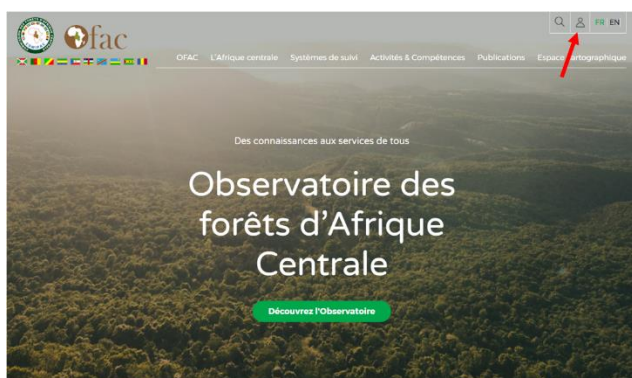 Ofac
FR EN
OFAC L'Afrique centrale Systèmes de suivi Activités & Compétences Publications Espace cartographique
Des connaissances aux services de tous
Observatoire des
forêts d'Afrique
Centrale
Découvrez l'Observatoire